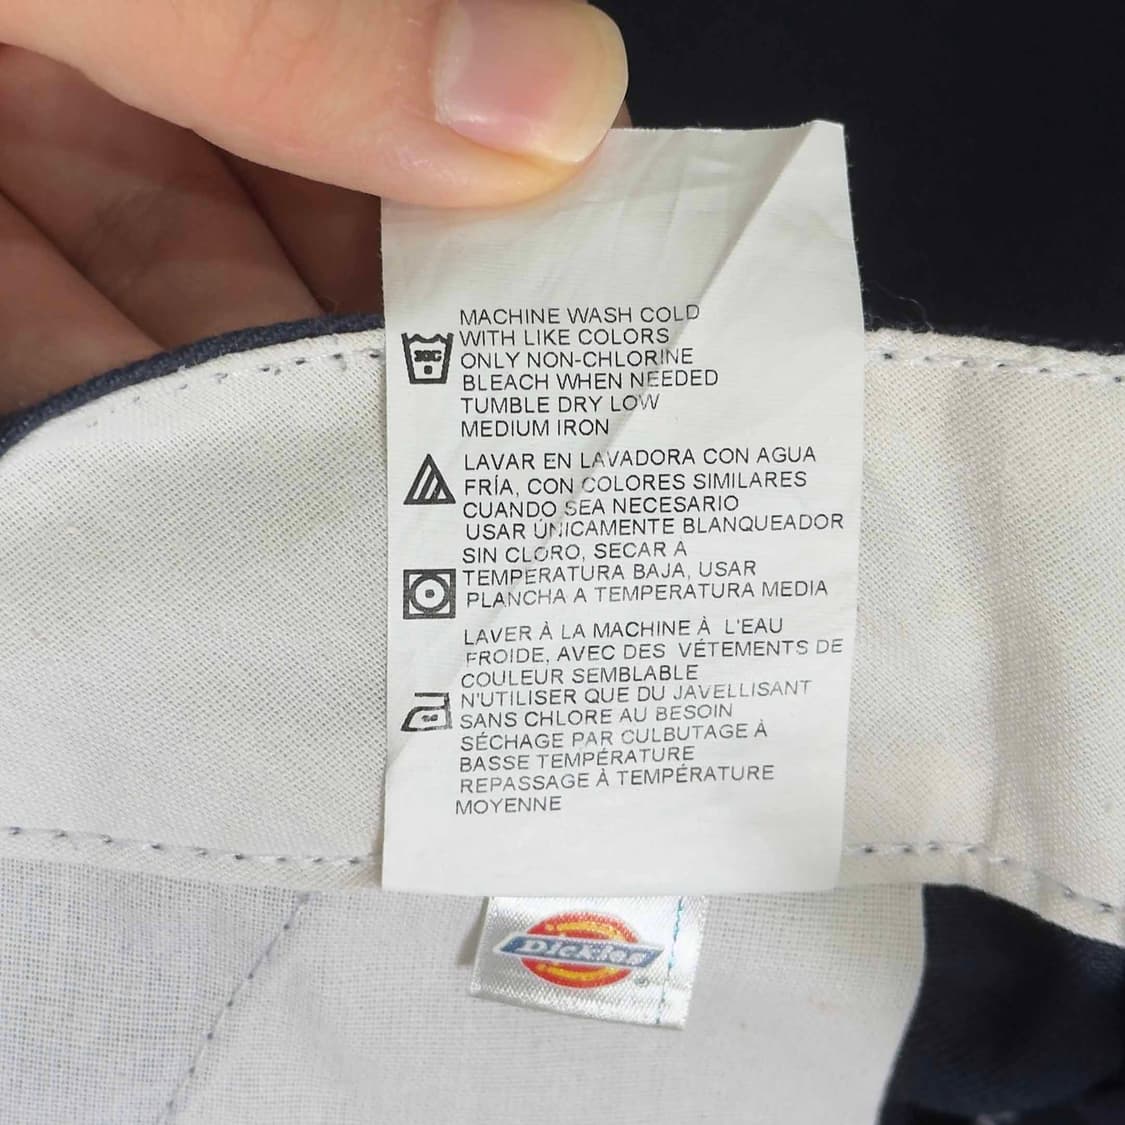 MACHINE WASH COLD
WITH LIKE COLORS
ONLY NON-CHLORINE
BLEACH WHEN NEEDED
TUMBLE DRY LOW
MEDIUM IRON
30C
LAVAR EN LAVADORA CON AGUA
FRÍA, CON COLORES SIMILARES
CUANDO SEA NECESARIO
USAR ÚNICAMENTE BLANQUEADOR
SIN CLORO, SECAR A
TEMPERATURA BAJA, USAR
PLANCHA A TEMPERATURA MEDIA
LAVER À LA MACHINE À L'EAU
FROIDE, AVEC DES VÉTEMENTS DE
COULEUR SEMBLABLE
N'UTILISER QUE DU JAVELLISANT
SANS CHLORE AU BESOIN
SÉCHAGE PAR CULBUTAGE À
BASSE TEMPÉRATURE
REPASSAGE À TEMPÉRATURE
MOYENNE
Dickies